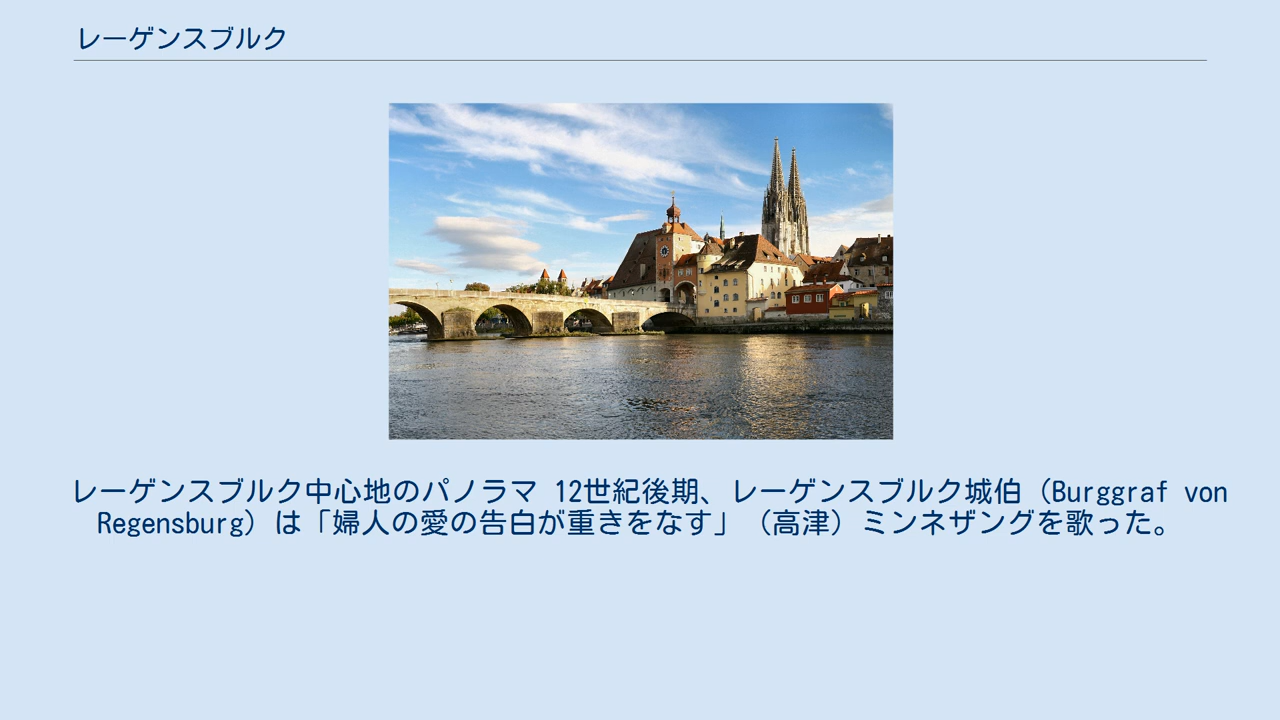 レーゲンスブルク
レーゲンスブルク中心地のパノラマ 12世紀後期、レーゲンスブルク城伯（Burggraf von
Regensburg）は「婦人の愛の告白が重きをなす」（高津）ミンネザングを歌った。